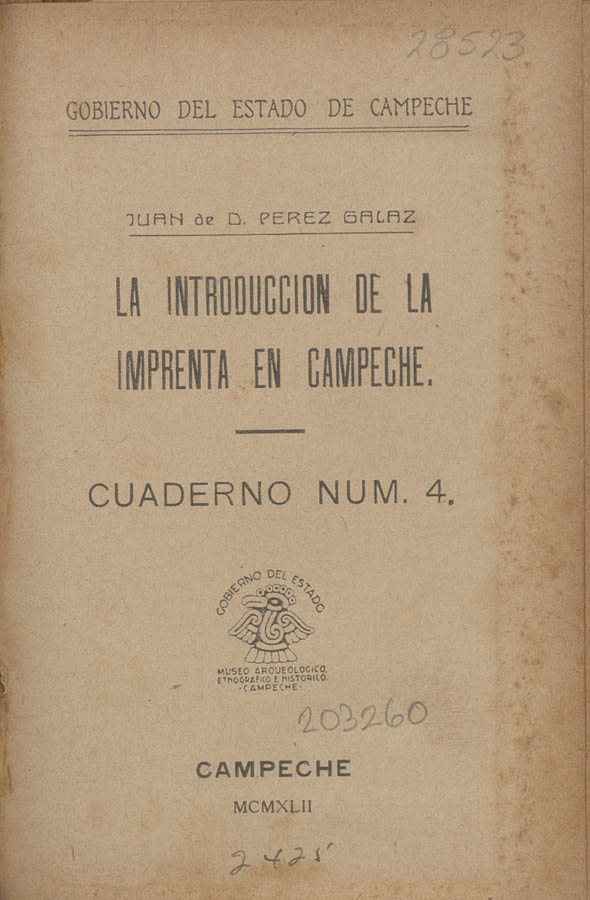 28523
GOBIERNO DEL ESTADO DE CAMPECHE
JUAN de D. PEREZ GALAZ
LA INTRODUCCION DE LA
IMPRENTA EN CAMPECHE.
CUADERNO NUM. 4.
GOBIERNO DEL ESTADO
MUSEO ARQUEOLOGICO.
ETNOGRAFICO E HISTORICO.
·CAMPECHE·
203260
CAMPECHE
MCMXLII
2425